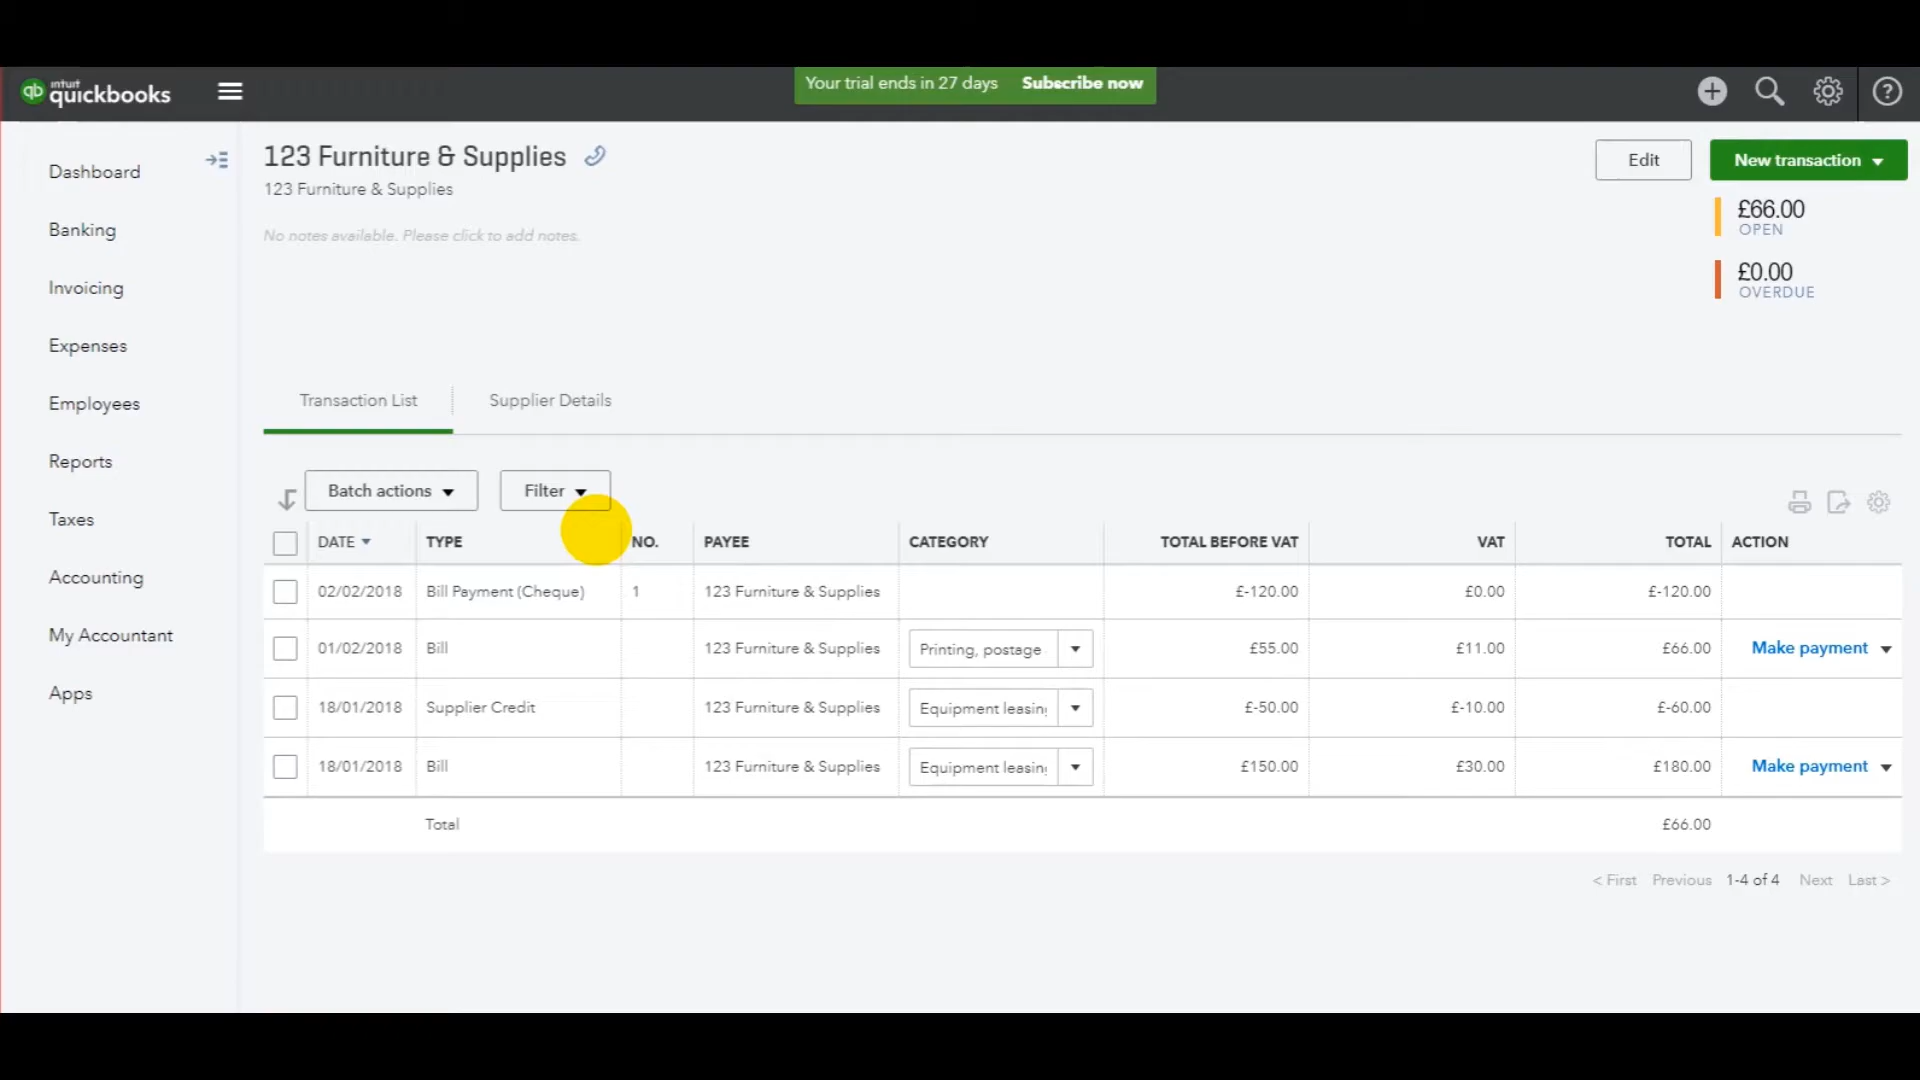 intuit
quickbooks
Your trial ends in 27 days Subscribe now
Dashboard
Banking
Invoicing
Expenses
Employees
Reports
Taxes
Accounting
My Accountant
Apps
123 Furniture & Supplies
123 Furniture & Supplies
No notes available. Please click to add notes.
Edit New transaction
£66.00
OPEN
£0.00
OVERDUE
Transaction List Supplier Details
Batch actions Filter
DATE TYPE NO. PAYEE CATEGORY TOTAL BEFORE VAT VAT TOTAL ACTION
02/02/2018 Bill Payment (Cheque) 1 123 Furniture & Supplies £-120.00 £0.00 £-120.00
01/02/2018 Bill 123 Furniture & Supplies Printing, postage £55.00 £11.00 £66.00 Make payment
18/01/2018 Supplier Credit 123 Furniture & Supplies Equipment leasin £-50.00 £-10.00 £-60.00
18/01/2018 Bill 123 Furniture & Supplies Equipment leasin £150.00 £30.00 £180.00 Make payment
Total £66.00
< First Previous 1-4 of 4 Next Last >